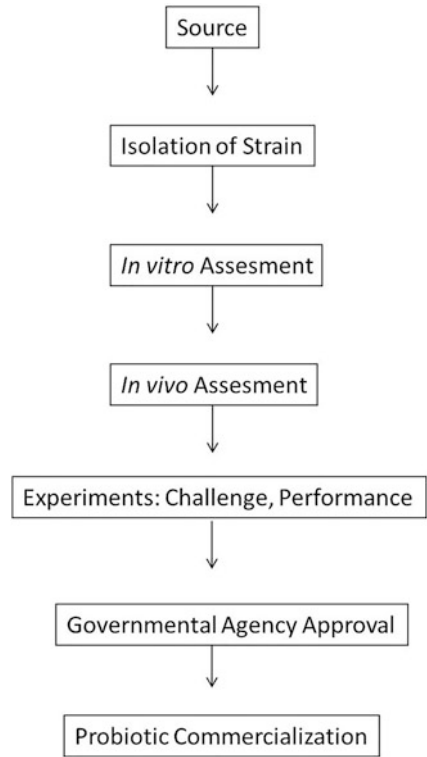 Source
Isolation of Strain
In vitro Assesment
In vivo Assesment
Experiments: Challenge, Performance
Governmental Agency Approval
Probiotic Commercialization